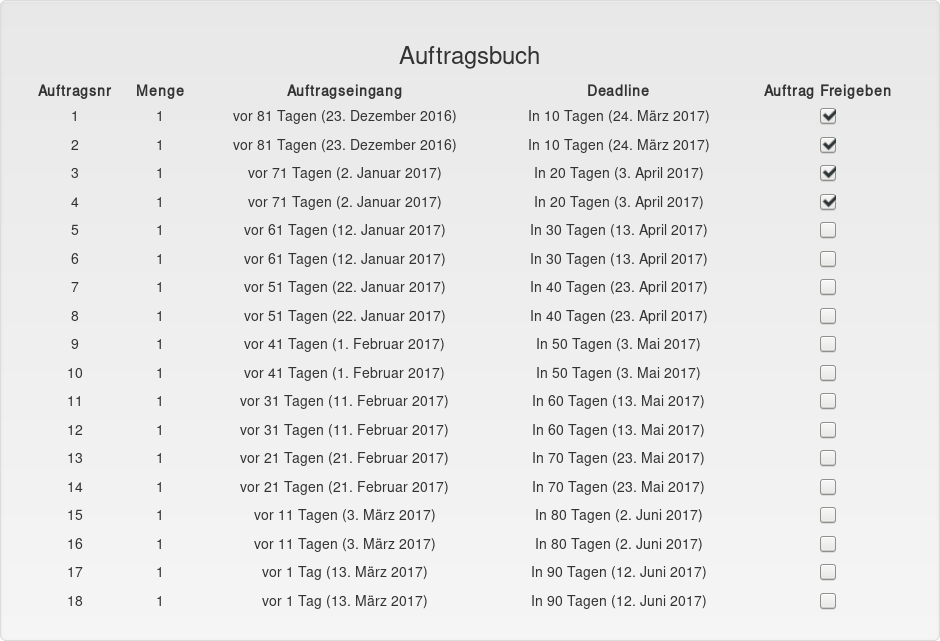 Auftragsbuch
Auftragsnr Menge Auftragseingang Deadline Auftrag Freigeben
1 1 vor 81 Tagen (23. Dezember 2016) In 10 Tagen (24. März 2017)
2 1 vor 81 Tagen (23. Dezember 2016) In 10 Tagen (24. März 2017)
3 1 vor 71 Tagen (2. Januar 2017) In 20 Tagen (3. April 2017)
4 1 vor 71 Tagen (2. Januar 2017) In 20 Tagen (3. April 2017)
5 1 vor 61 Tagen (12. Januar 2017) In 30 Tagen (13. April 2017)
6 1 vor 61 Tagen (12. Januar 2017) In 30 Tagen (13. April 2017)
7 1 vor 51 Tagen (22. Januar 2017) In 40 Tagen (23. April 2017)
8 1 vor 51 Tagen (22. Januar 2017) In 40 Tagen (23. April 2017)
9 1 vor 41 Tagen (1. Februar 2017) In 50 Tagen (3. Mai 2017)
10 1 vor 41 Tagen (1. Februar 2017) In 50 Tagen (3. Mai 2017)
11 1 vor 31 Tagen (11. Februar 2017) In 60 Tagen (13. Mai 2017)
12 1 vor 31 Tagen (11. Februar 2017) In 60 Tagen (13. Mai 2017)
13 1 vor 21 Tagen (21. Februar 2017) In 70 Tagen (23. Mai 2017)
14 1 vor 21 Tagen (21. Februar 2017) In 70 Tagen (23. Mai 2017)
15 1 vor 11 Tagen (3. März 2017) In 80 Tagen (2. Juni 2017)
16 1 vor 11 Tagen (3. März 2017) In 80 Tagen (2. Juni 2017)
17 1 vor 1 Tag (13. März 2017) In 90 Tagen (12. Juni 2017)
18 1 vor 1 Tag (13. März 2017) In 90 Tagen (12. Juni 2017)